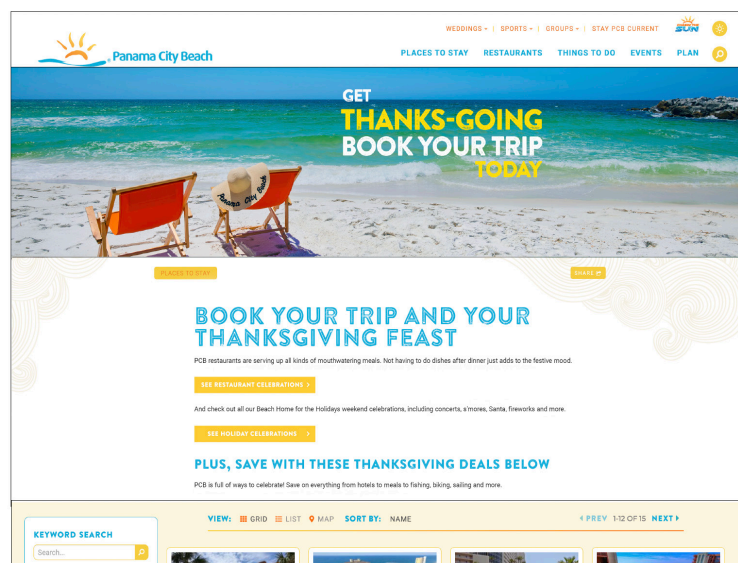 WEDDINGS | SPORTS | GROUPS | STAY PCB CURRENT
SUN
Panama City Beach
PLACES TO STAY RESTAURANTS THINGS TO DO EVENTS PLAN
GET
THANKS-GOING
BOOK YOUR TRIP
TODAY
Panama City Beach
PLACES TO STAY
SHARE
BOOK YOUR TRIP AND YOUR
THANKSGIVING FEAST
PCB restaurants are serving up all kinds of mouthwatering meals. Not having to do dishes after dinner just adds to the festive mood.
SEE RESTAURANT CELEBRATIONS >
And check out all our Beach Home for the Holidays weekend celebrations, including concerts, s'mores, Santa, fireworks and more.
SEE HOLIDAY CELEBRATIONS >
PLUS, SAVE WITH THESE THANKSGIVING DEALS BELOW
PCB is full of ways to celebrate! Save on everything from hotels to meals to fishing, biking, sailing and more.
VIEW: GRID LIST MAP SORT BY: NAME
PREV 1-12 OF 15 NEXT
KEYWORD SEARCH
Search...